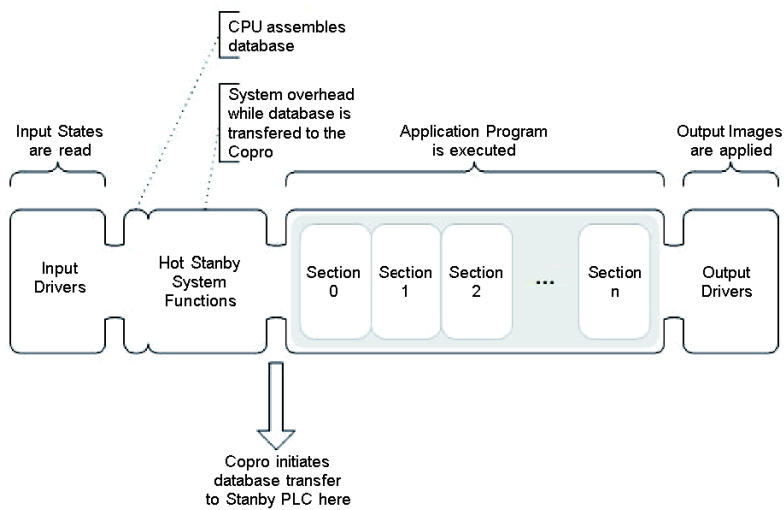 CPU assembles
database
System overhead
while database is
transfered to the
Copro
Input States
are read
Application Program
is executed
Output Images
are applied
Input
Drivers
Hot Stanby
System
Functions
Section
0
Section
1
Section
2
...
Section
n
Output
Drivers
Copro initiates
database transfer
to Stanby PLC here